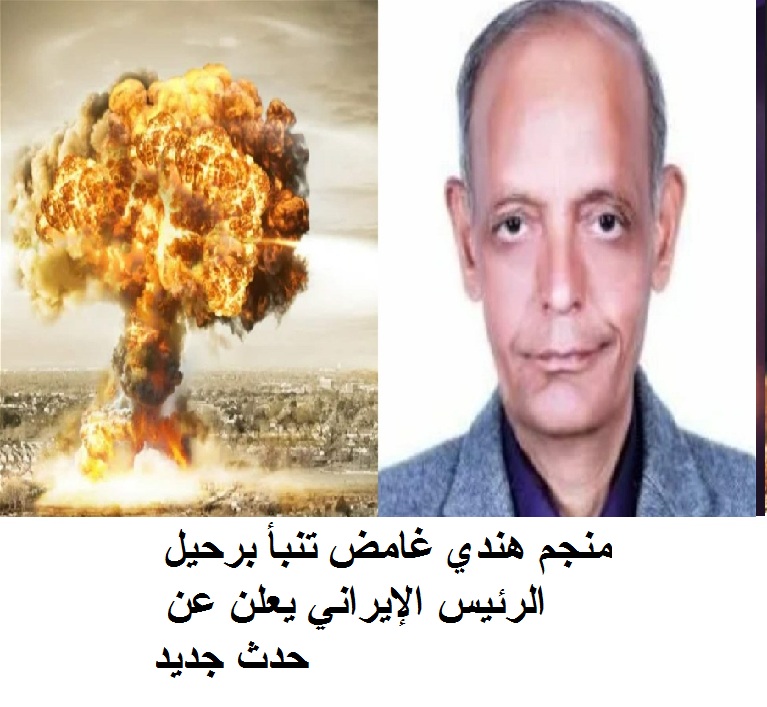 منجم هندي غامض تنبأ برحيل
الرئيس الإيراني يعلن عن
حدث جديد